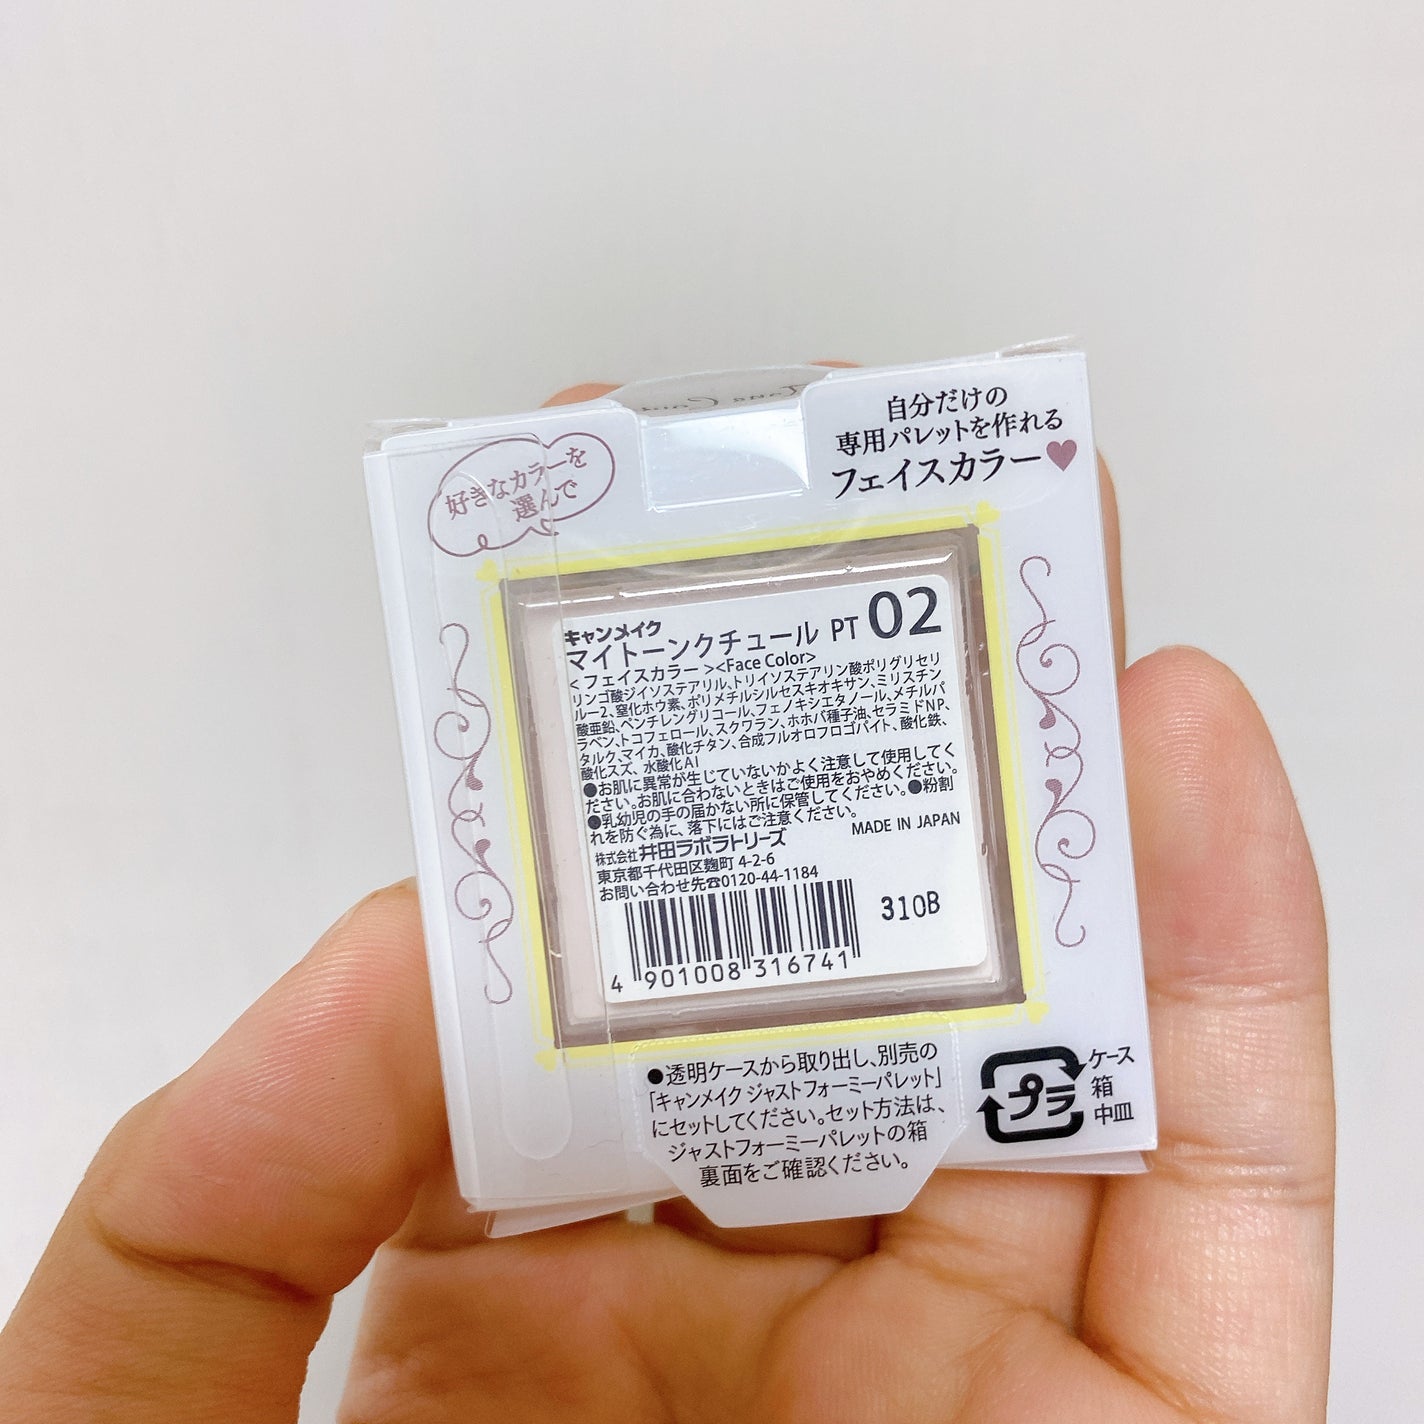 好きなカラーを
選んで
自分だけの
専用パレットを作れる
フェイスカラー♥
キャンメイク
マイトーンクチュール PT 02
<フェイスカラー><Face Color>
リンゴ酸ジイソステアリル、トリイソステアリン酸ポリグリセリ
ル-2、窒化ホウ素、ポリメチルシルセスキオキサン、ミリスチン
酸亜鉛、ペンチレングリコール、フェノキシエタノール、メチルパ
ラベン、トコフェロール、スクワラン、ホホバ種子油、セラミドNP、
タルク、マイカ、酸化チタン、合成フルオロフロゴパイト、酸化鉄、
酸化スズ、水酸化Al
●お肌に異常が生じていないかよく注意して使用してく
ださい。お肌に合わないときはご使用をおやめください。
●乳幼児の手の届かない所に保管してください。●粉割
れを防ぐ為に、落下にはご注意ください。
MADE IN JAPAN
株式会社井田ラボラトリーズ
東京都千代田区麹町 4-2-6
お問い合わせ先☎0120-44-1184
310B
4 901008 316741
●透明ケースから取り出し、別売の
「キャンメイク ジャストフォーミーパレット」
にセットしてください。セット方法は、
ジャストフォーミーパレットの箱
裏面をご確認ください。
プラ
ケース
箱
中皿